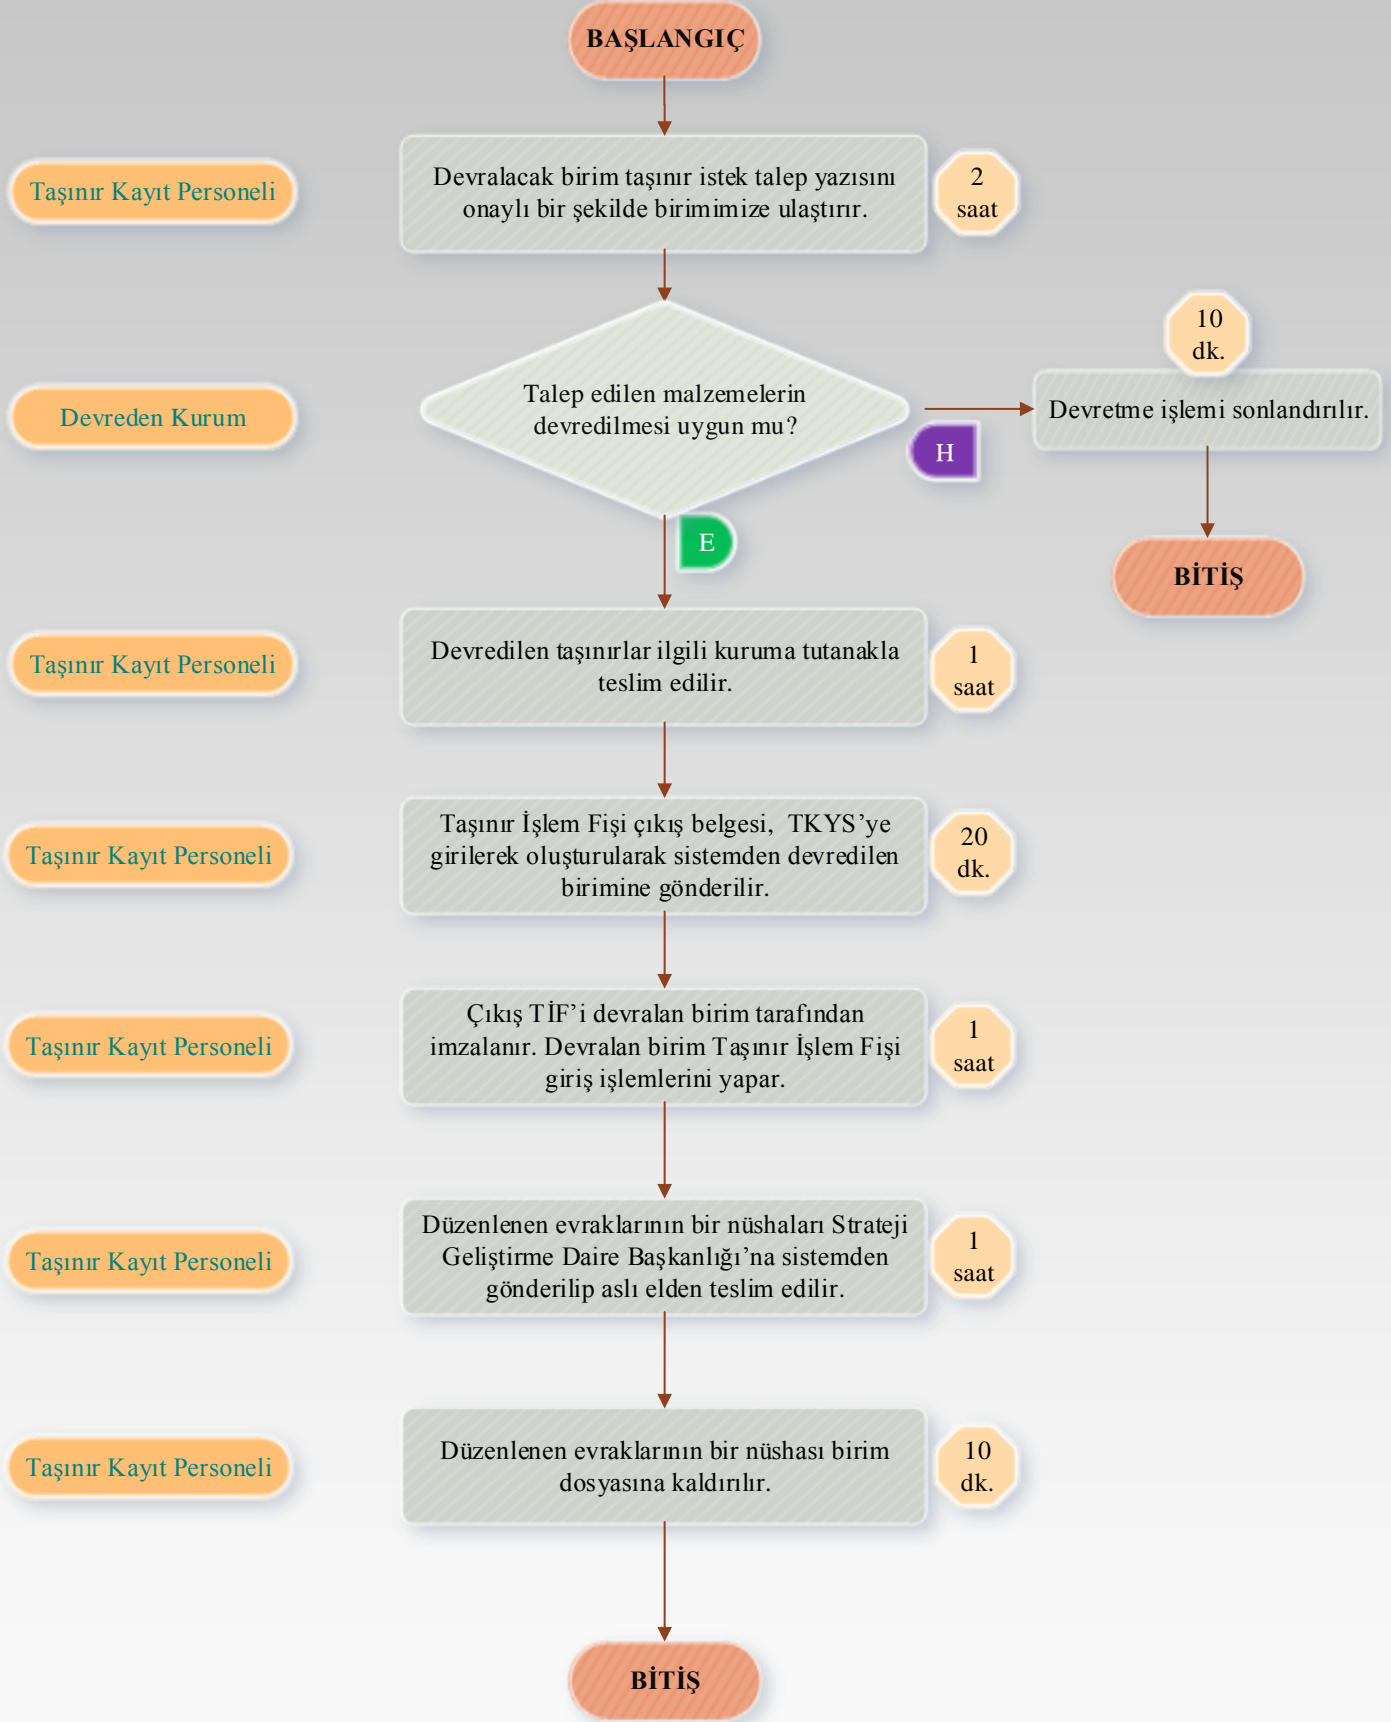 BAŞLANGIÇ
Taşınır Kayıt Personeli
Devralacak birim taşınır istek talep yazısını
onaylı bir şekilde birimimize ulaştırır.
2
saat
Devreden Kurum
Talep edilen malzemelerin
devredilmesi uygun mu?
H
10
dk.
Devretme işlemi sonlandırılır.
BİTİŞ
E
Taşınır Kayıt Personeli
Devredilen taşınırlar ilgili kuruma tutanakla
teslim edilir.
1
saat
Taşınır Kayıt Personeli
Taşınır İşlem Fişi çıkış belgesi, TKYS’ye
girilerek oluşturularak sistemden devredilen
birimine gönderilir.
20
dk.
Taşınır Kayıt Personeli
Çıkış TİF’i devralan birim tarafından
imzalanır. Devralan birim Taşınır İşlem Fişi
giriş işlemlerini yapar.
1
saat
Taşınır Kayıt Personeli
Düzenlenen evraklarının bir nüshaları Strateji
Geliştirme Daire Başkanlığı’na sistemden
gönderilip aslı elden teslim edilir.
1
saat
Taşınır Kayıt Personeli
Düzenlenen evraklarının bir nüshası birim
dosyasına kaldırılır.
10
dk.
BİTİŞ